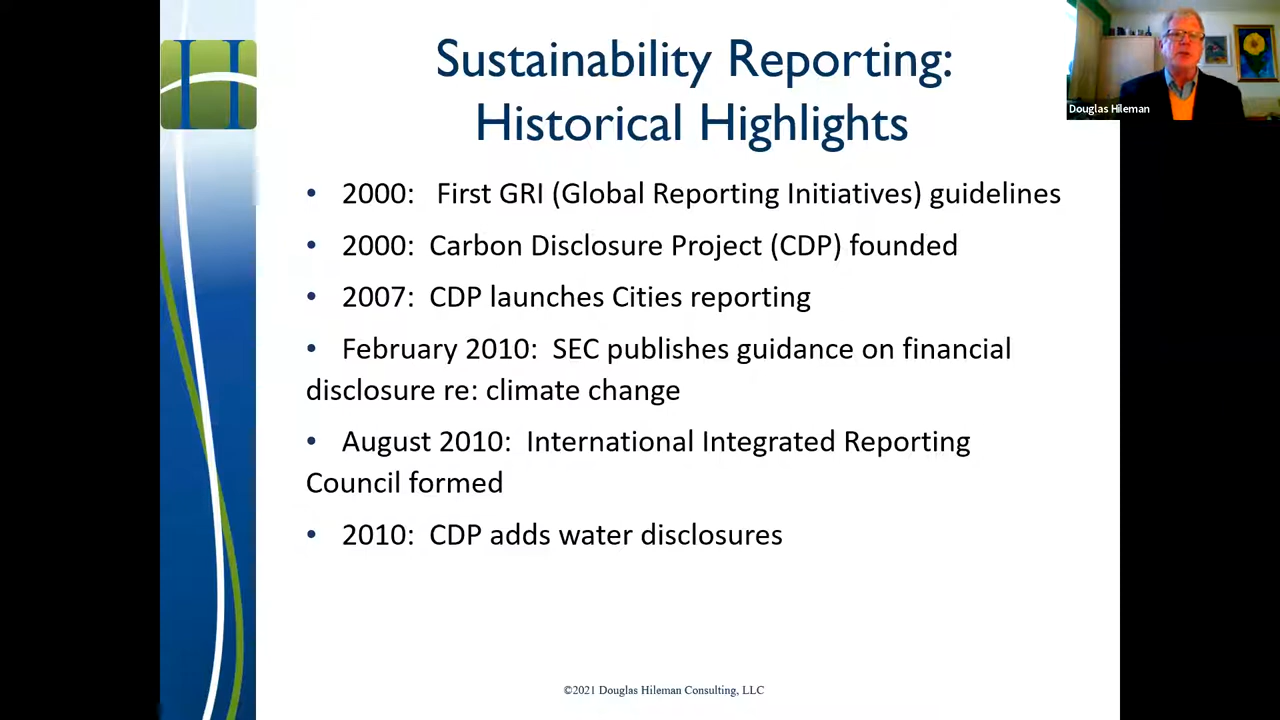 Sustainability Reporting:
Historical Highlights
Douglas Hileman
• 2000: First GRI (Global Reporting Initiatives) guidelines
• 2000: Carbon Disclosure Project (CDP) founded
• 2007: CDP launches Cities reporting
• February 2010: SEC publishes guidance on financial
disclosure re: climate change
• August 2010: International Integrated Reporting
Council formed
• 2010: CDP adds water disclosures
©2021 Douglas Hileman Consulting, LLC